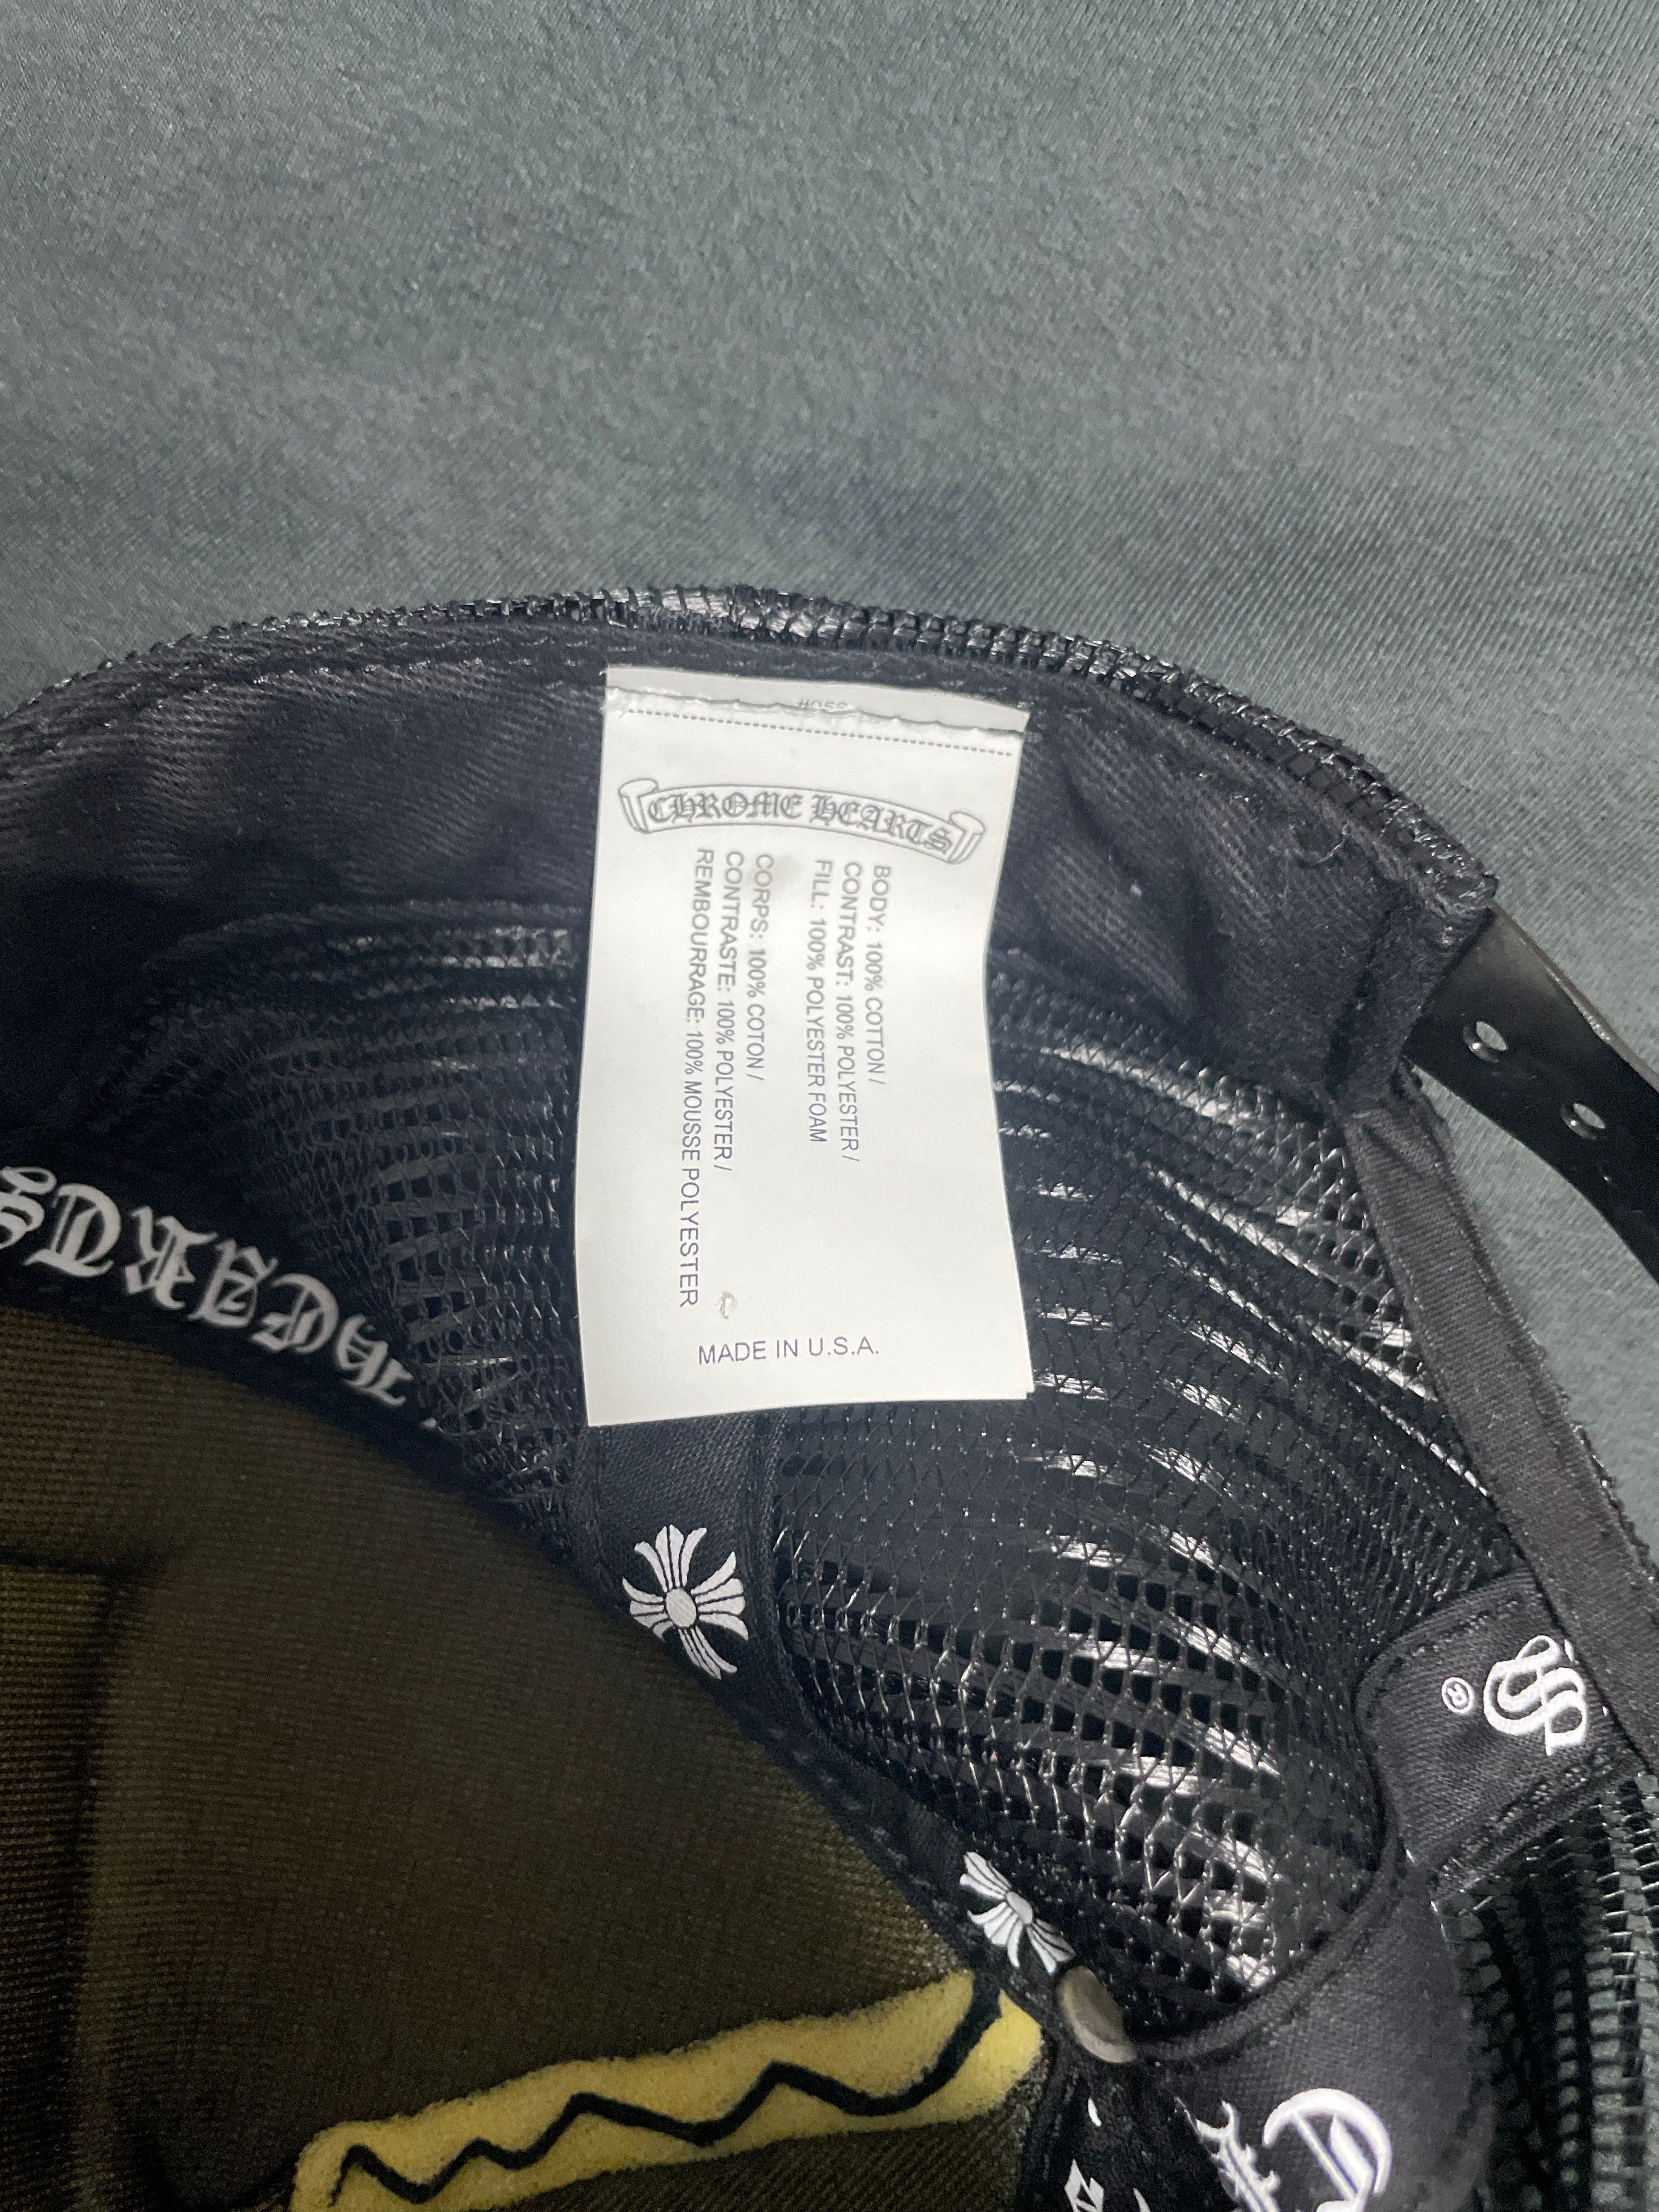 CHROME HEARTS
BODY: 100% COTTON /
CONTRAST: 100% POLYESTER /
FILL: 100% POLYESTER FOAM
CORPS: 100% COTON /
CONTRASTE: 100% POLYESTER /
REMBOURRAGE: 100% MOUSSE POLYESTER
MADE IN U.S.A.
HEARTS
®